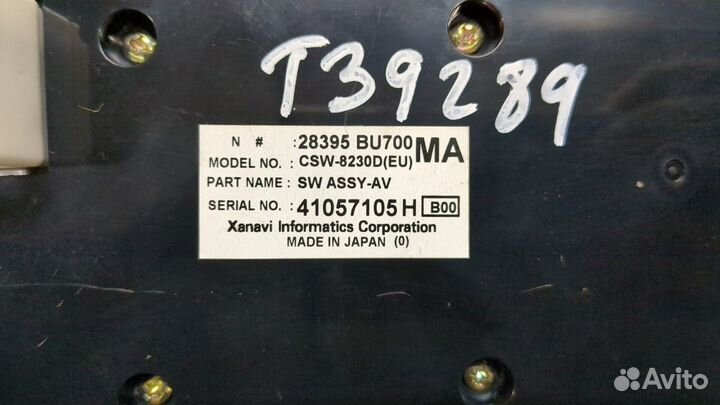 T39289
N # : 28395 BU700 MA
MODEL NO. : CSW-8230D(EU)
PART NAME : SW ASSY-AV
SERIAL NO. : 41057105 H B00
Xanavi Informatics Corporation
MADE IN JAPAN (0)
Avito